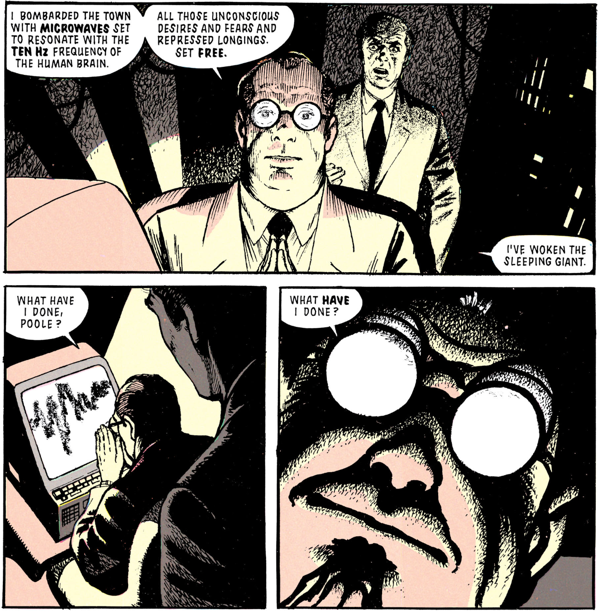 I BOMBARDED THE TOWN
WITH MICROWAVES SET
TO RESONATE WITH THE
TEN HZ FREQUENCY OF
THE HUMAN BRAIN.
ALL THOSE UNCONSCIOUS
DESIRES AND FEARS AND
REPRESSED LONGINGS.
SET FREE.
I'VE WOKEN THE
SLEEPING GIANT.
WHAT HAVE
I DONE,
POOLE?
WHAT HAVE
I DONE?